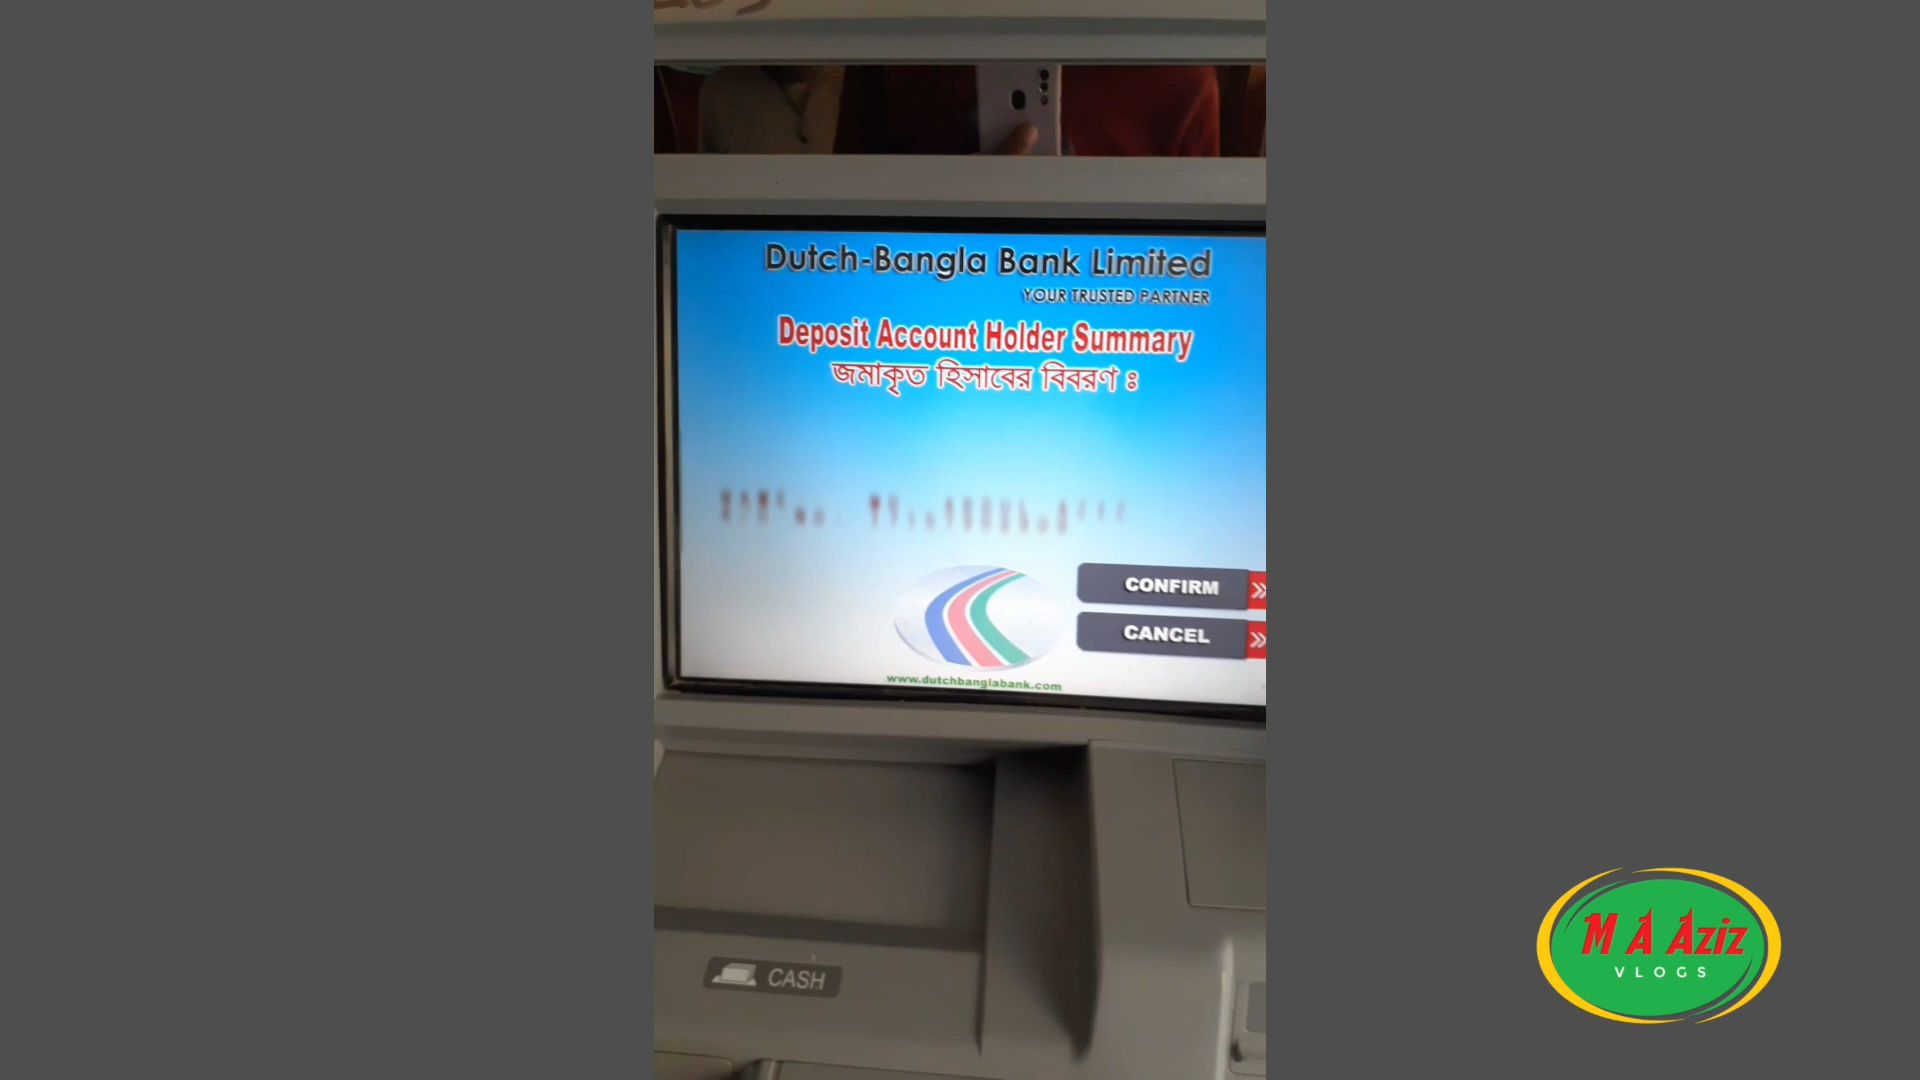 Dutch-Bangla Bank Limited
YOUR TRUSTED PARTNER
Deposit Account Holder Summary
জমাকৃত হিসাবের বিবরণ ঃ
CONFIRM
CANCEL
www.dutchbanglabank.com
CASH
M A Aziz
VLOGS